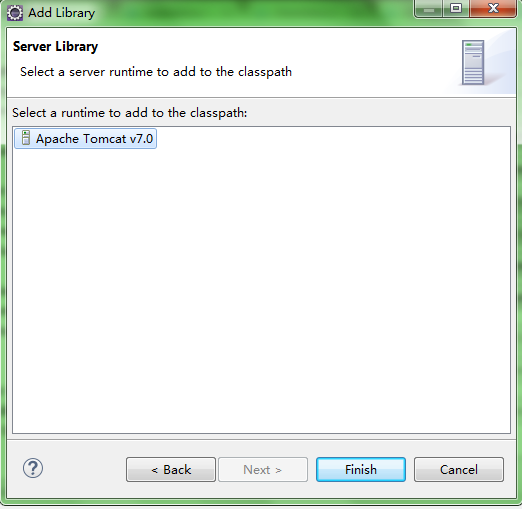 Add Library
Server Library
Select a server runtime to add to the classpath
Select a runtime to add to the classpath:
Apache Tomcat v7.0
?
< Back
Next >
Finish
Cancel